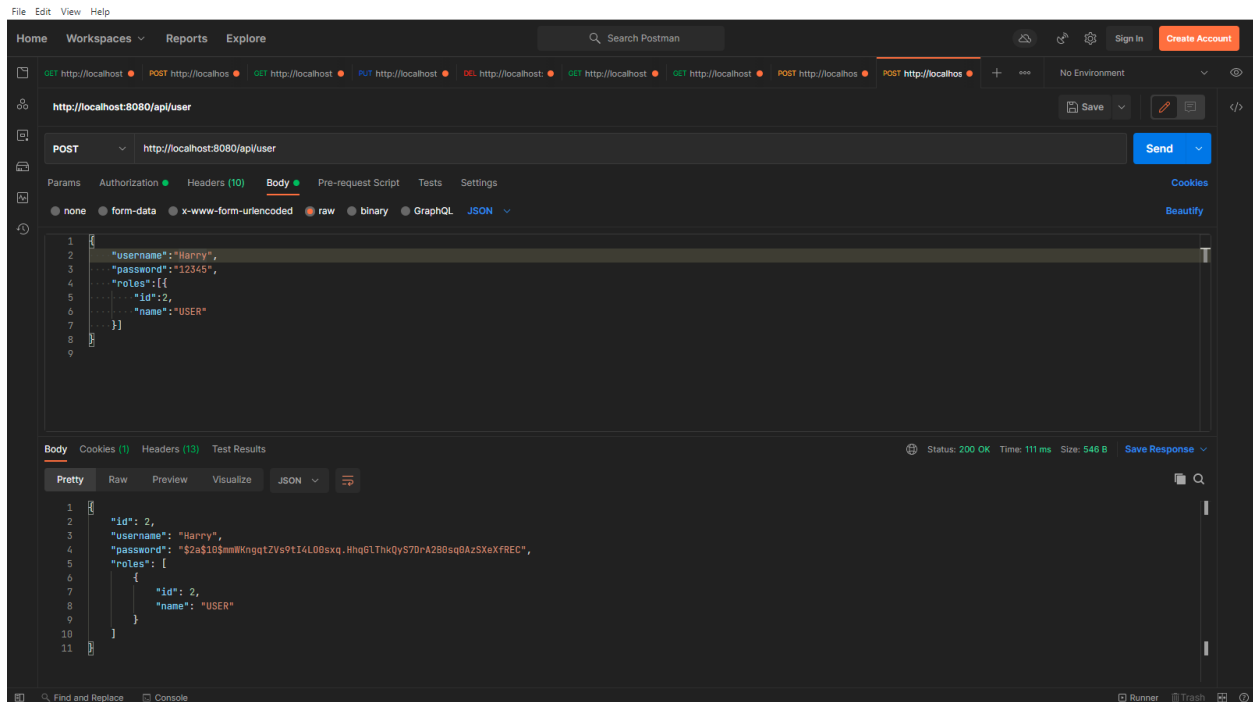 File Edit View Help
Home Workspaces Reports Explore Search Postman Sign In Create Account
GET http://localhost POST http://localhos GET http://localhost PUT http://localhost DEL http://localhost: GET http://localhost GET http://localhost POST http://localhos POST http://localhos No Environment
http://localhost:8080/api/user Save
POST http://localhost:8080/api/user Send
Params Authorization Headers (10) Body Pre-request Script Tests Settings Cookies
none form-data x-www-form-urlencoded raw binary GraphQL JSON Beautify
1 {
2 "username":"Harry",
3 "password":"12345",
4 "roles":[{
5 "id":2,
6 "name":"USER"
7 }]
8 }
9
Body Cookies (1) Headers (13) Test Results Status: 200 OK Time: 111 ms Size: 546 B Save Response
Pretty Raw Preview Visualize JSON
1 {
2 "id": 2,
3 "username": "Harry",
4 "password": "$2a$10$mmWKngqtZVs9tI4LO0sxq.HhqGlThkQyS7DrA280sq0AzSXeXfREC",
5 "roles": [
6 {
7 "id": 2,
8 "name": "USER"
9 }
10 ]
11 }
Find and Replace Console Runner Trash